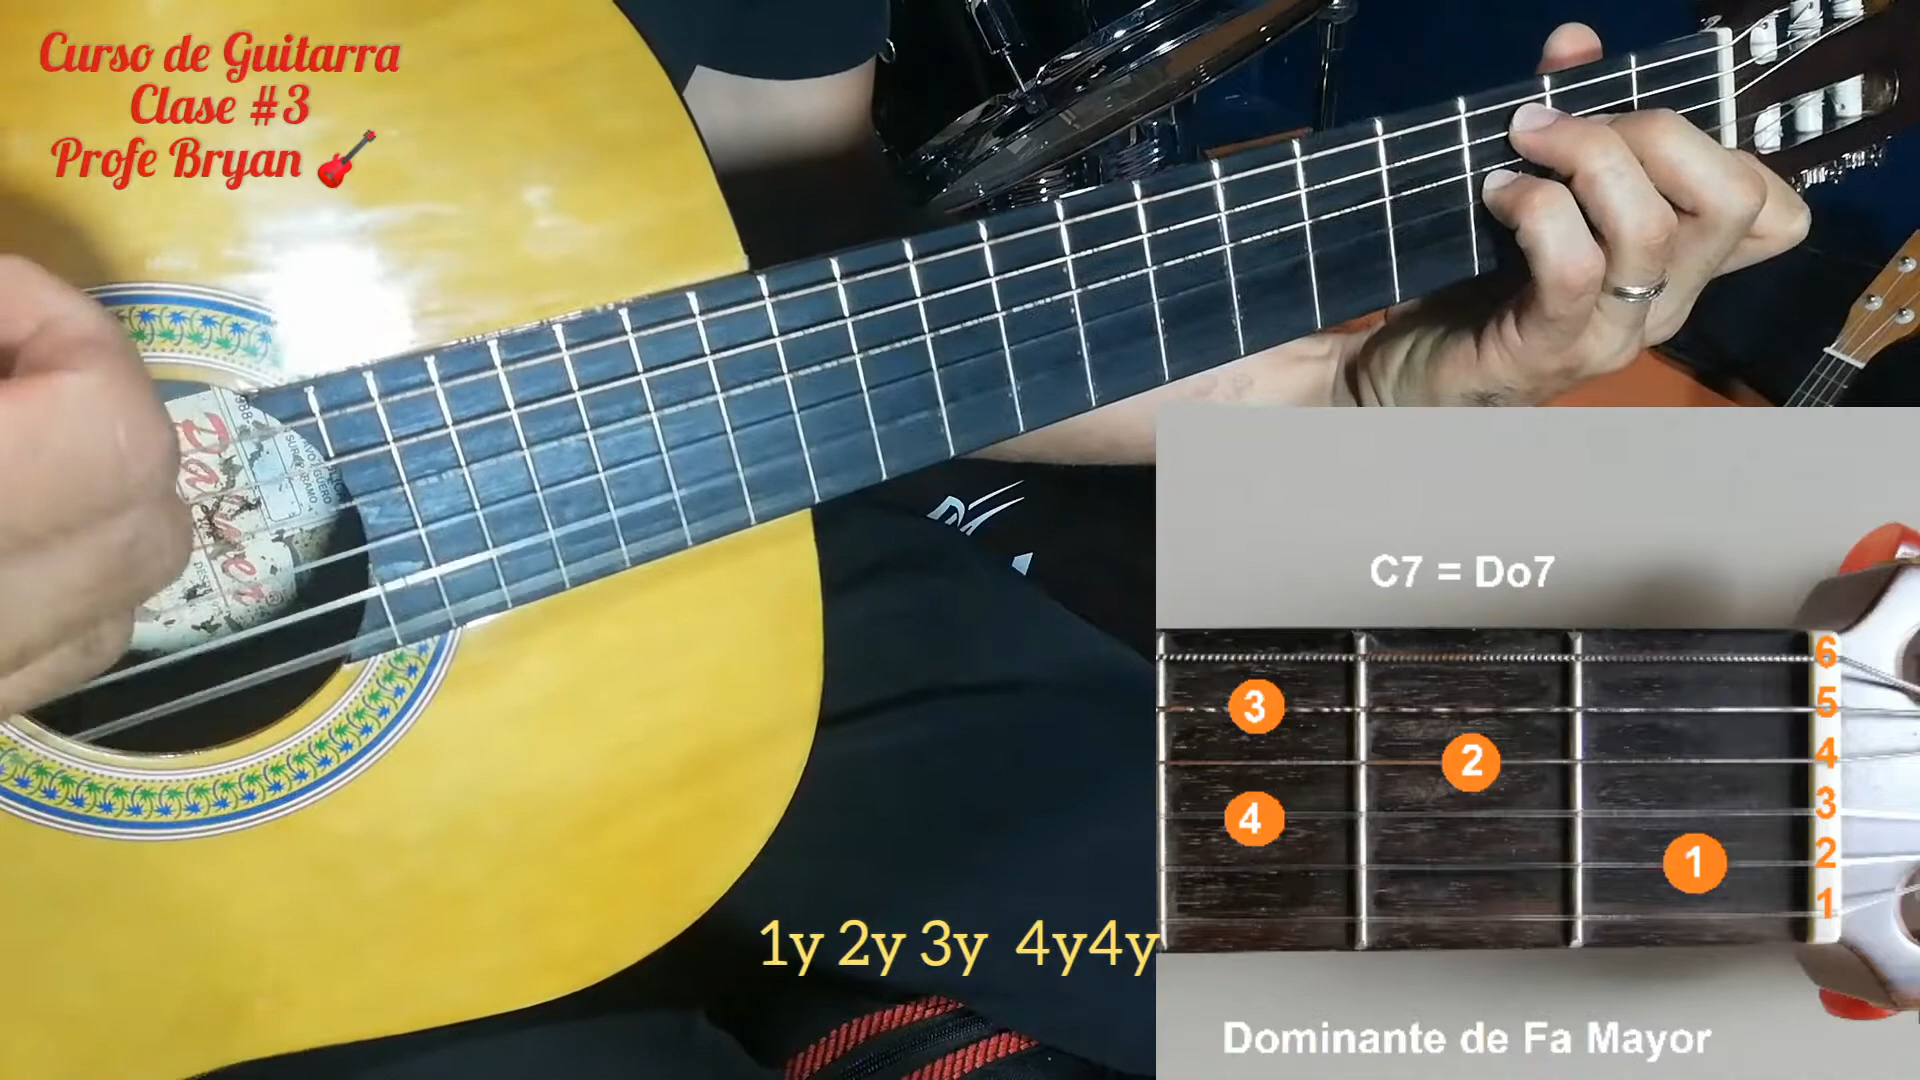 Curso de Guitarra
Clase #3
Profe Bryan
Dolver
C7 = Do7
6
3
5
2
4
4
3
1
2
1
1y 2y 3y 4y4y
Dominante de Fa Mayor